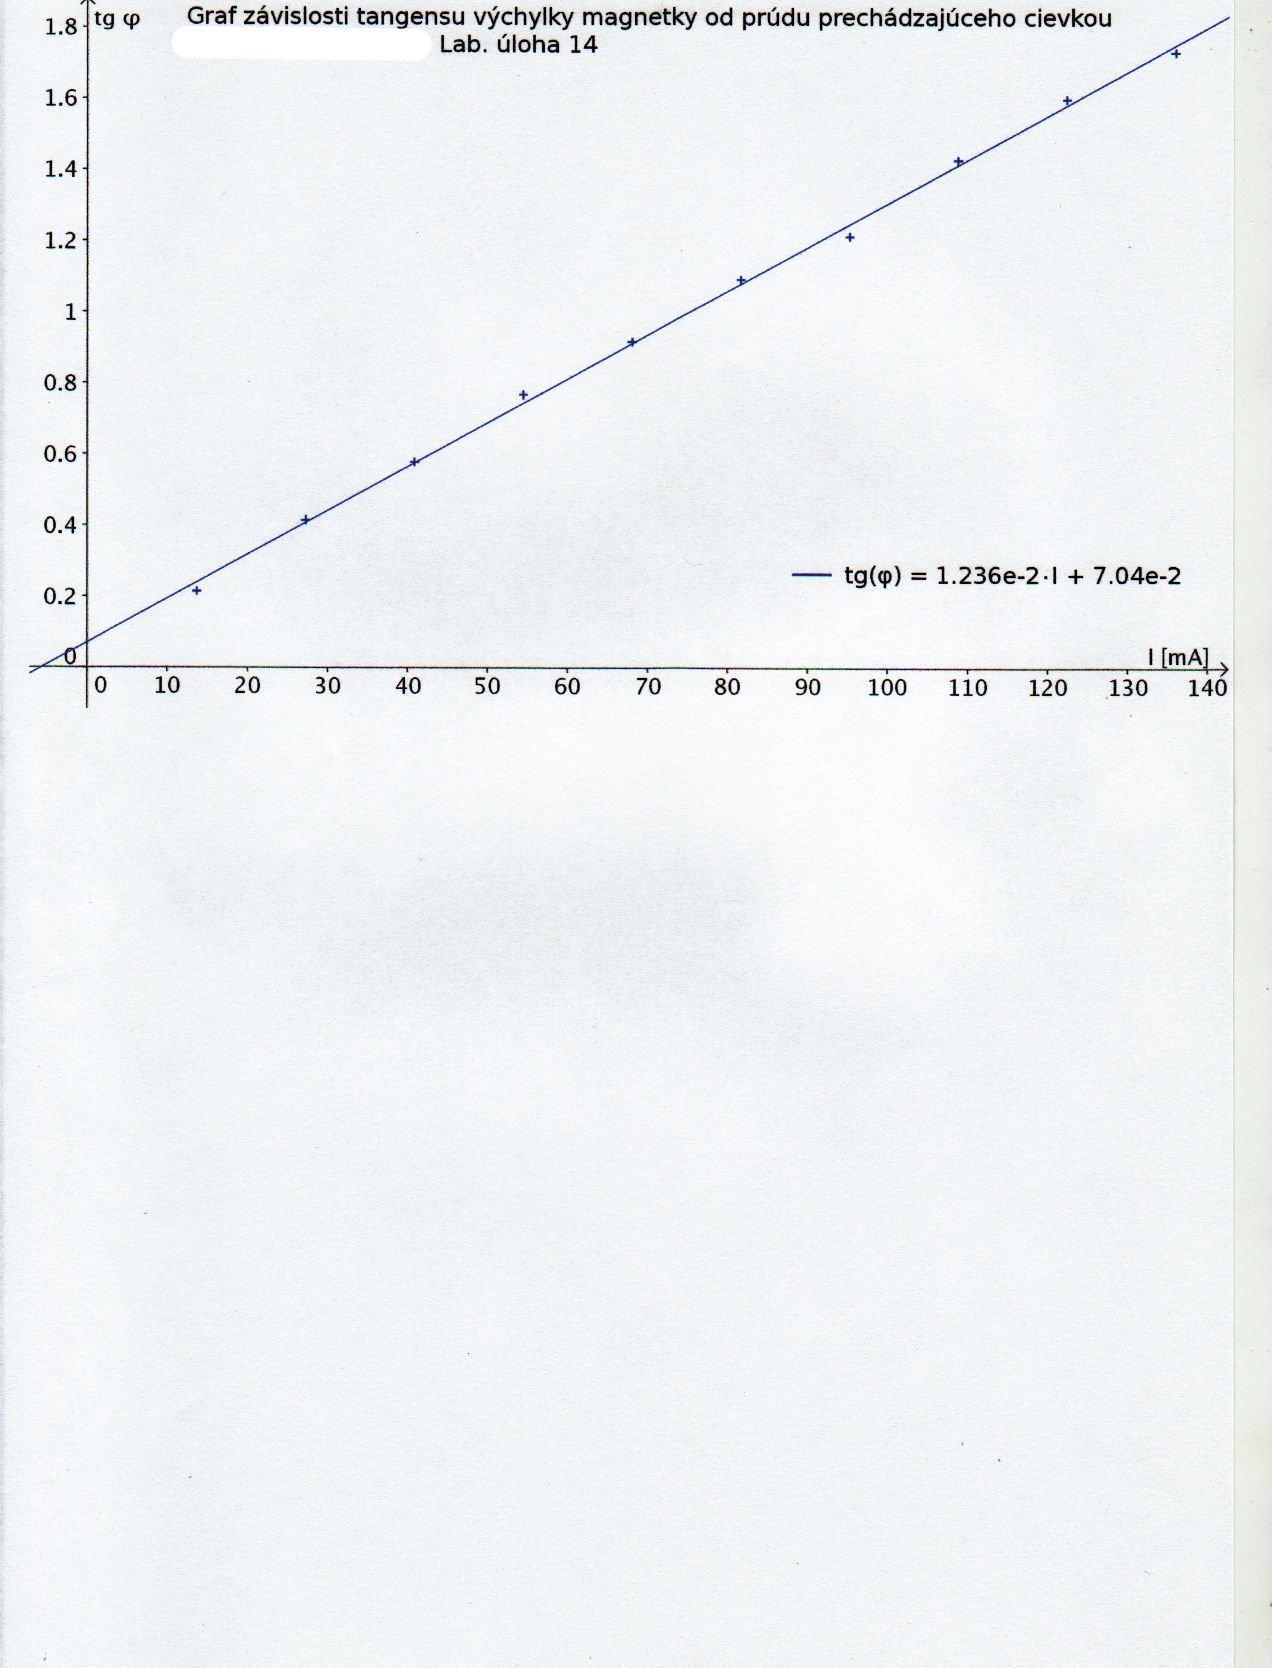 Graf závislosti tangensu výchylky magnetky od prúdu prechádzajúceho cievkou
Lab. úloha 14
tg φ
1.8
1.6
1.4
1.2
1
0.8
0.6
0.4
0.2
0
tg(φ) = 1.236e-2·I + 7.04e-2
I [mA]
0 10 20 30 40 50 60 70 80 90 100 110 120 130 140